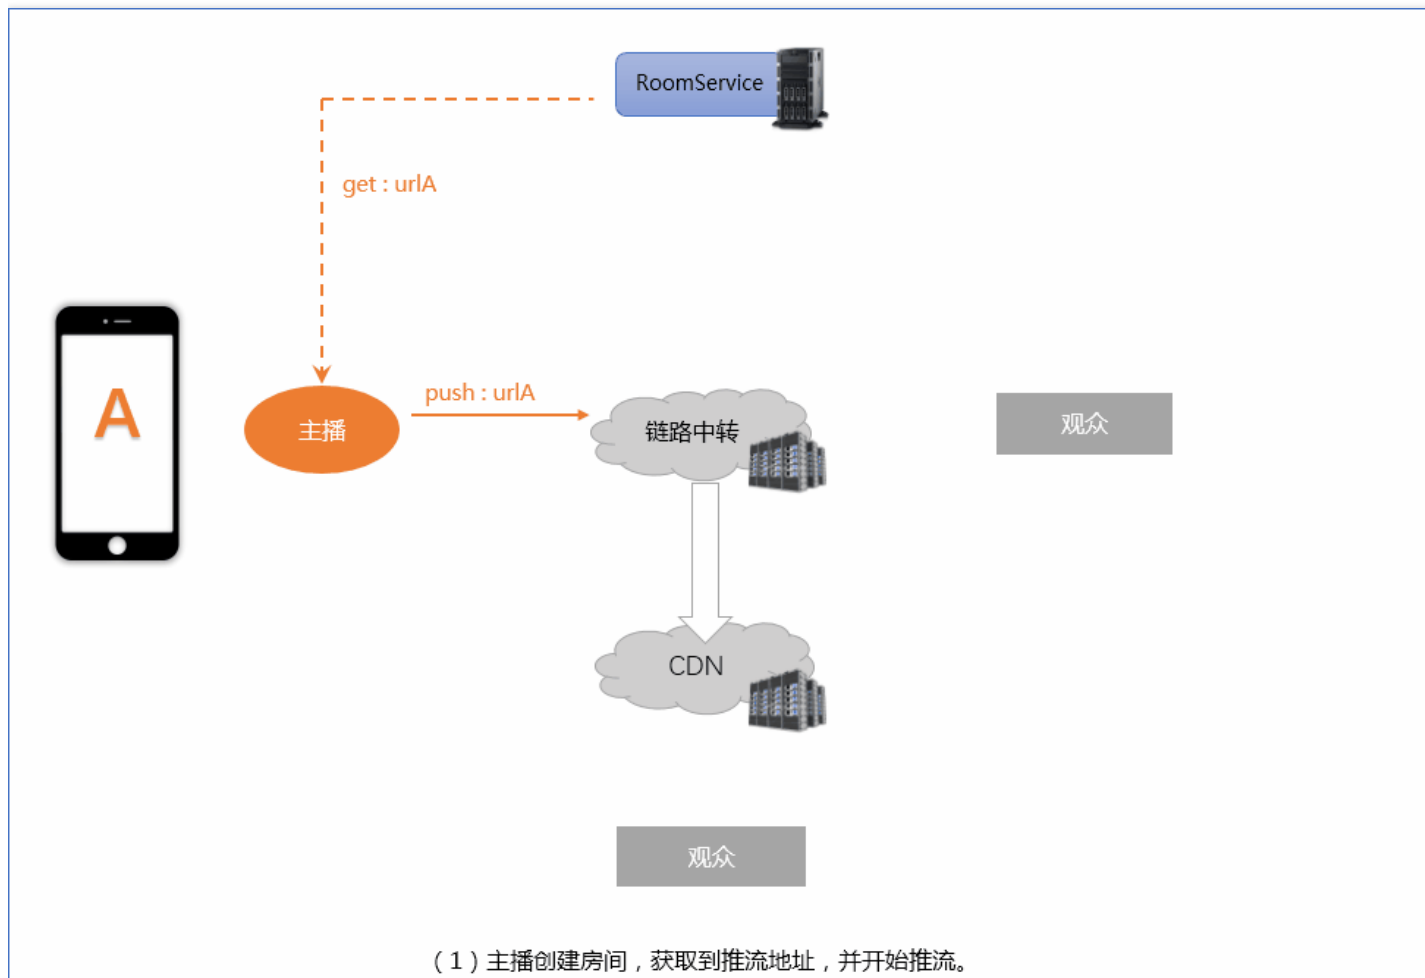 RoomService
get : urlA
A
push : urlA
主播
链路中转
观众
CDN
观众
（1）主播创建房间，获取到推流地址，并开始推流。